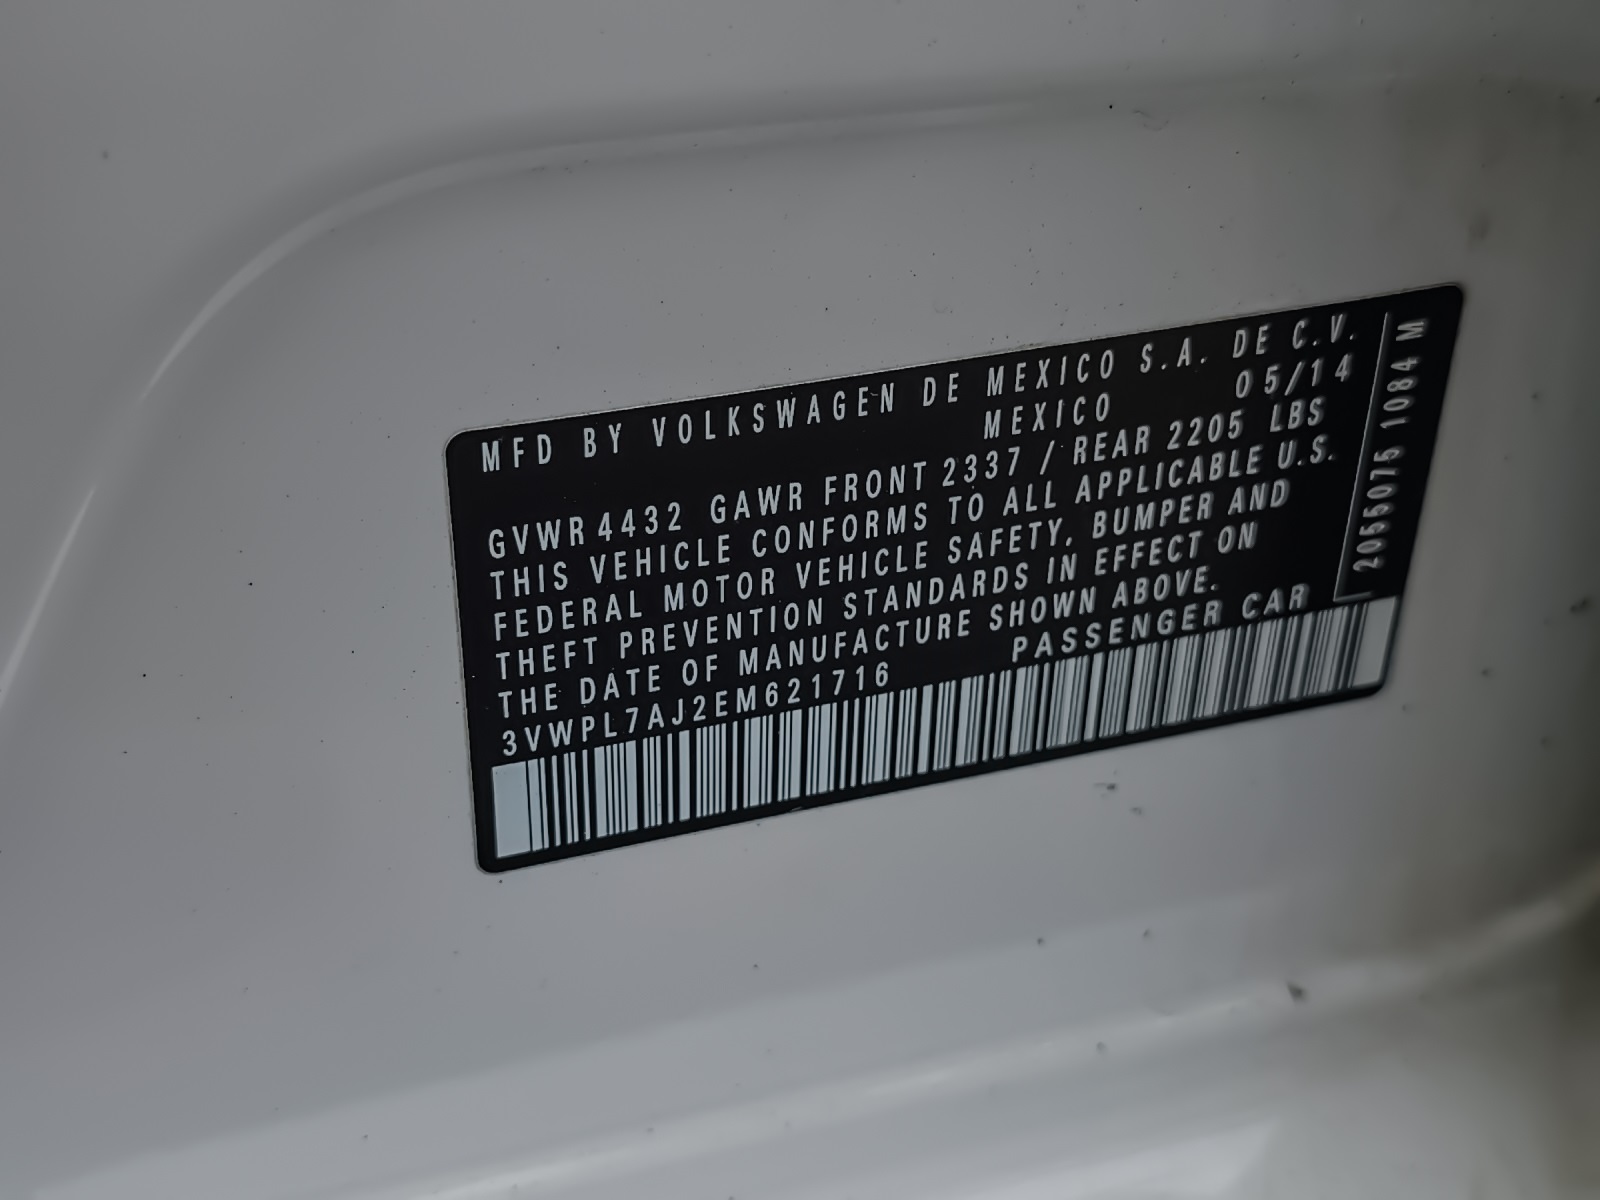 MFD BY VOLKSWAGEN DE MEXICO S.A. DE C.V.
MEXICO 05/14
GVWR 4432 GAWR FRONT 2337 / REAR 2205 LBS
THIS VEHICLE CONFORMS TO ALL APPLICABLE U.S.
FEDERAL MOTOR VEHICLE SAFETY, BUMPER AND
THEFT PREVENTION STANDARDS IN EFFECT ON
THE DATE OF MANUFACTURE SHOWN ABOVE.
3VWPL7AJ2EM621716 PASSENGER CAR
2055075 1084 M